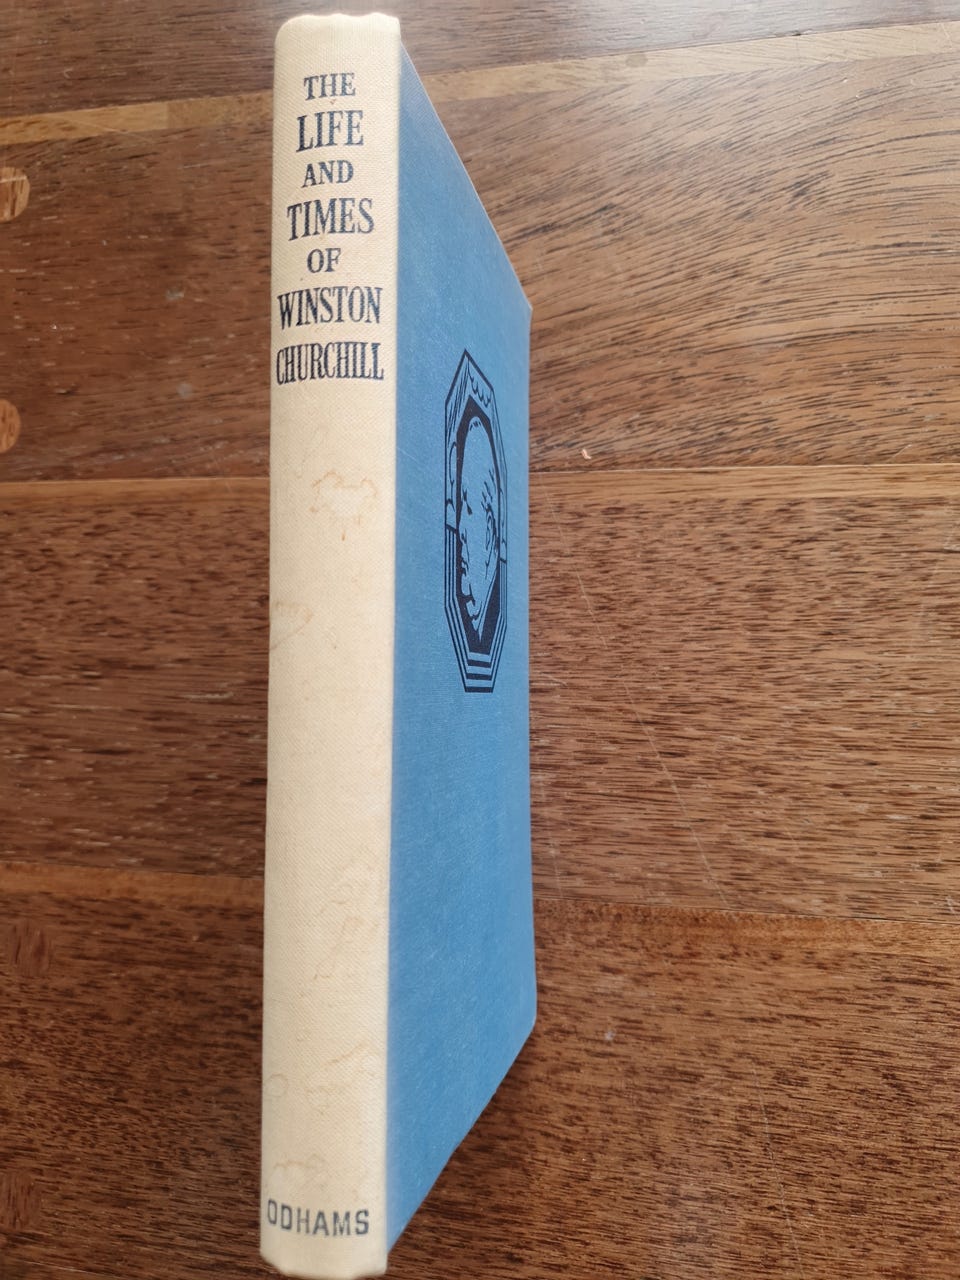 THE
LIFE
AND
TIMES
OF
WINSTON
CHURCHILL
ODHAMS